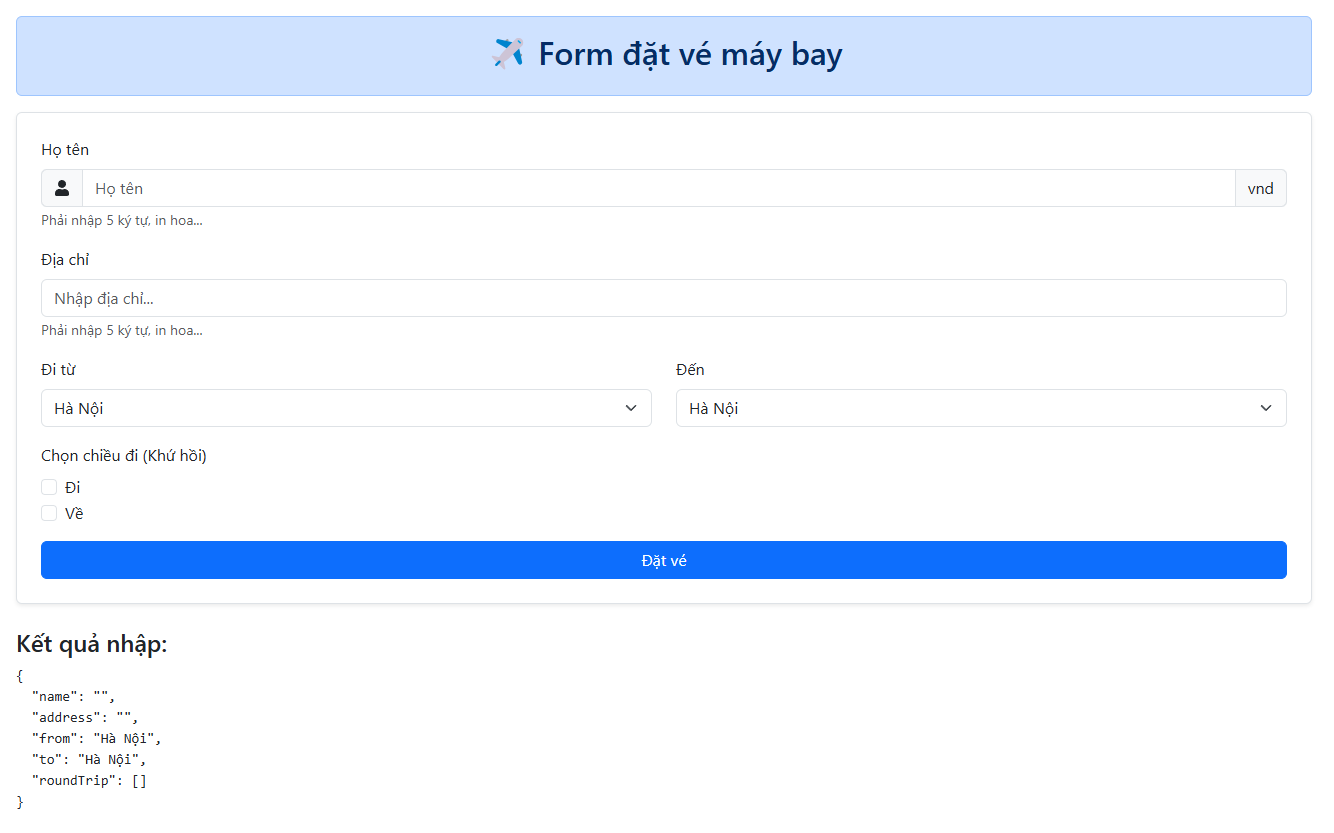 ✈️ Form đặt vé máy bay
Họ tên
Họ tên vnd
Phải nhập 5 ký tự, in hoa...
Địa chỉ
Nhập địa chỉ...
Phải nhập 5 ký tự, in hoa...
Đi từ Đến
Hà Nội Hà Nội
Chọn chiều đi (Khứ hồi)
Đi
Về
Đặt vé
Kết quả nhập:
{
  "name": "",
  "address": "",
  "from": "Hà Nội",
  "to": "Hà Nội",
  "roundTrip": []
}